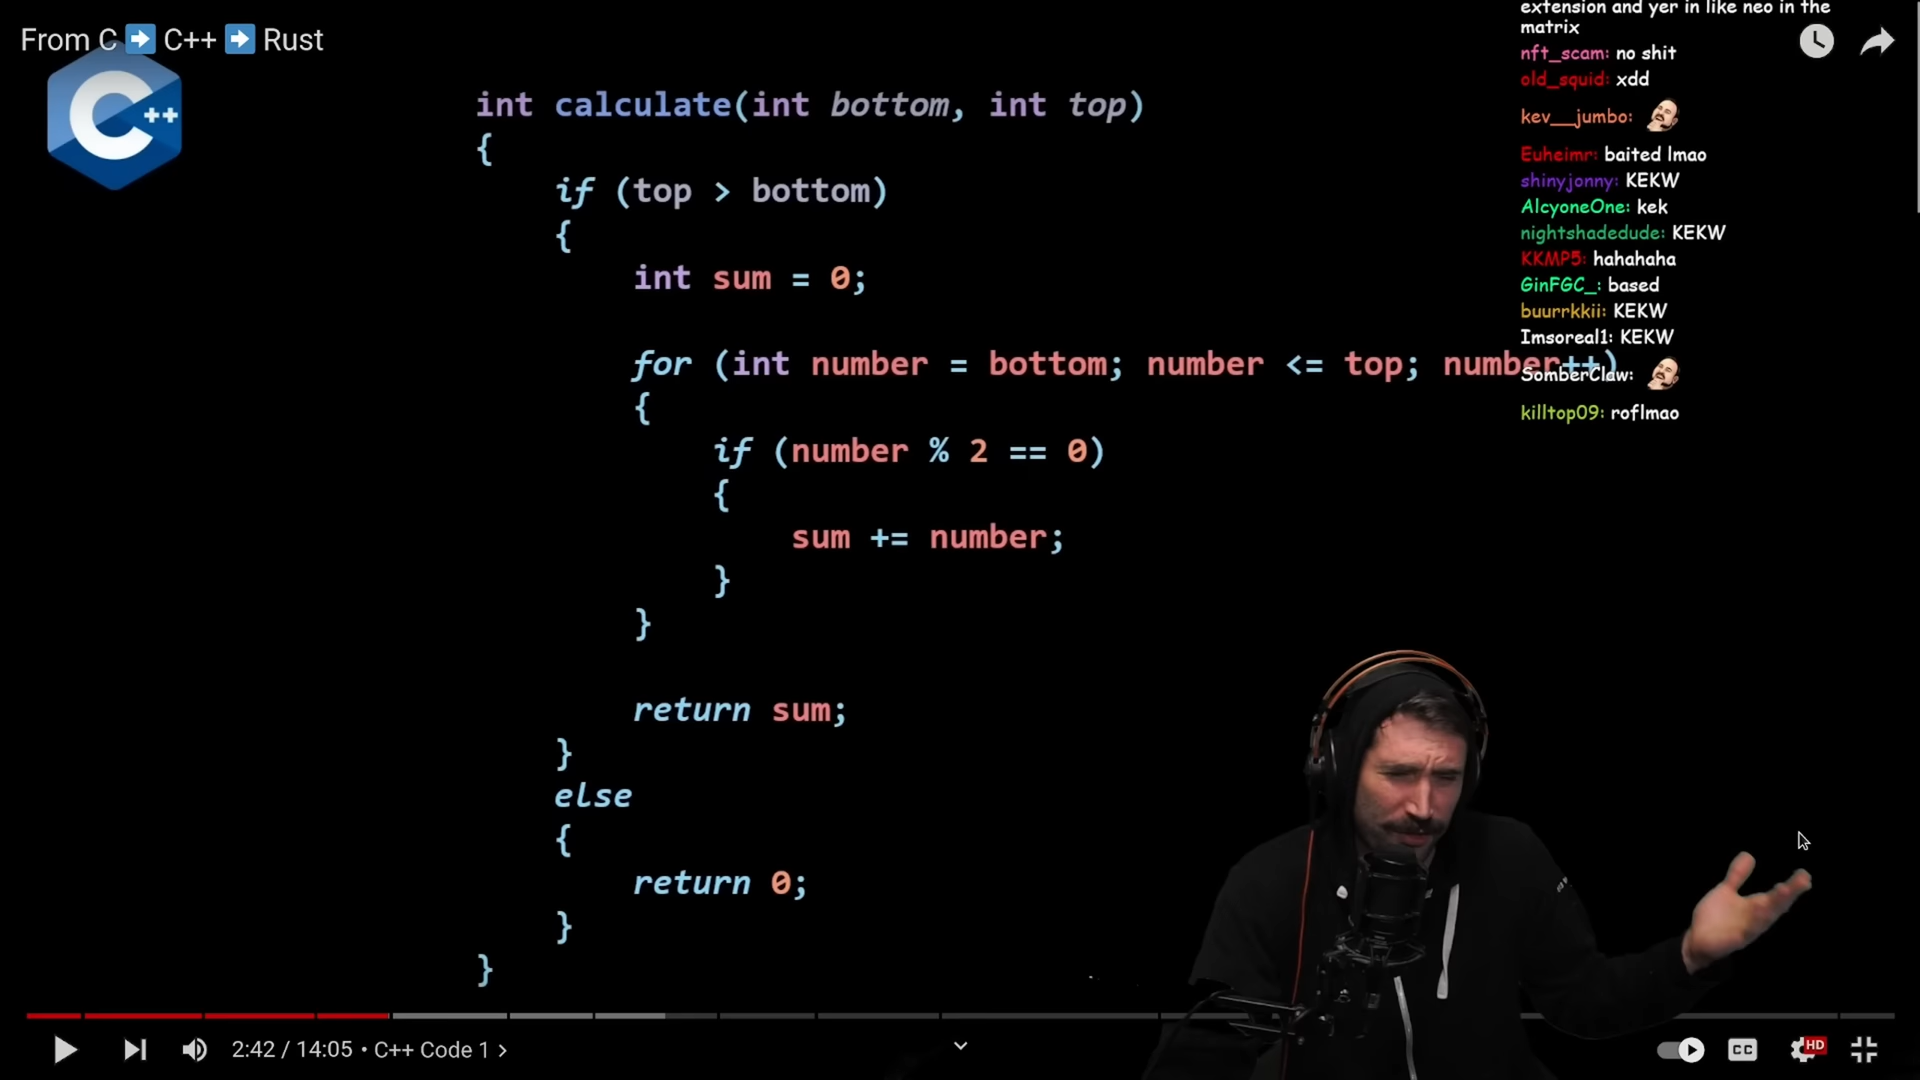 From C ➡ C++ ➡ Rust
C++
int calculate(int bottom, int top)
{
if (top > bottom)
{
int sum = 0;
for (int number = bottom; number <= top; number++)
{
if (number % 2 == 0)
{
sum += number;
}
}
return sum;
}
else
{
return 0;
}
}
extension and yer in like neo in the
matrix
nft_scam: no shit
old_squid: xdd
kev__jumbo:
Euheimr: baited lmao
shinyjonny: KEKW
AlcyoneOne: kek
nightshadedude: KEKW
KKMP5: hahahaha
GinFGC_: based
buurrkkii: KEKW
Imsoreal1: KEKW
SomberClaw:
killtop09: roflmao
2:42 / 14:05 • C++ Code 1 >
CC
HD